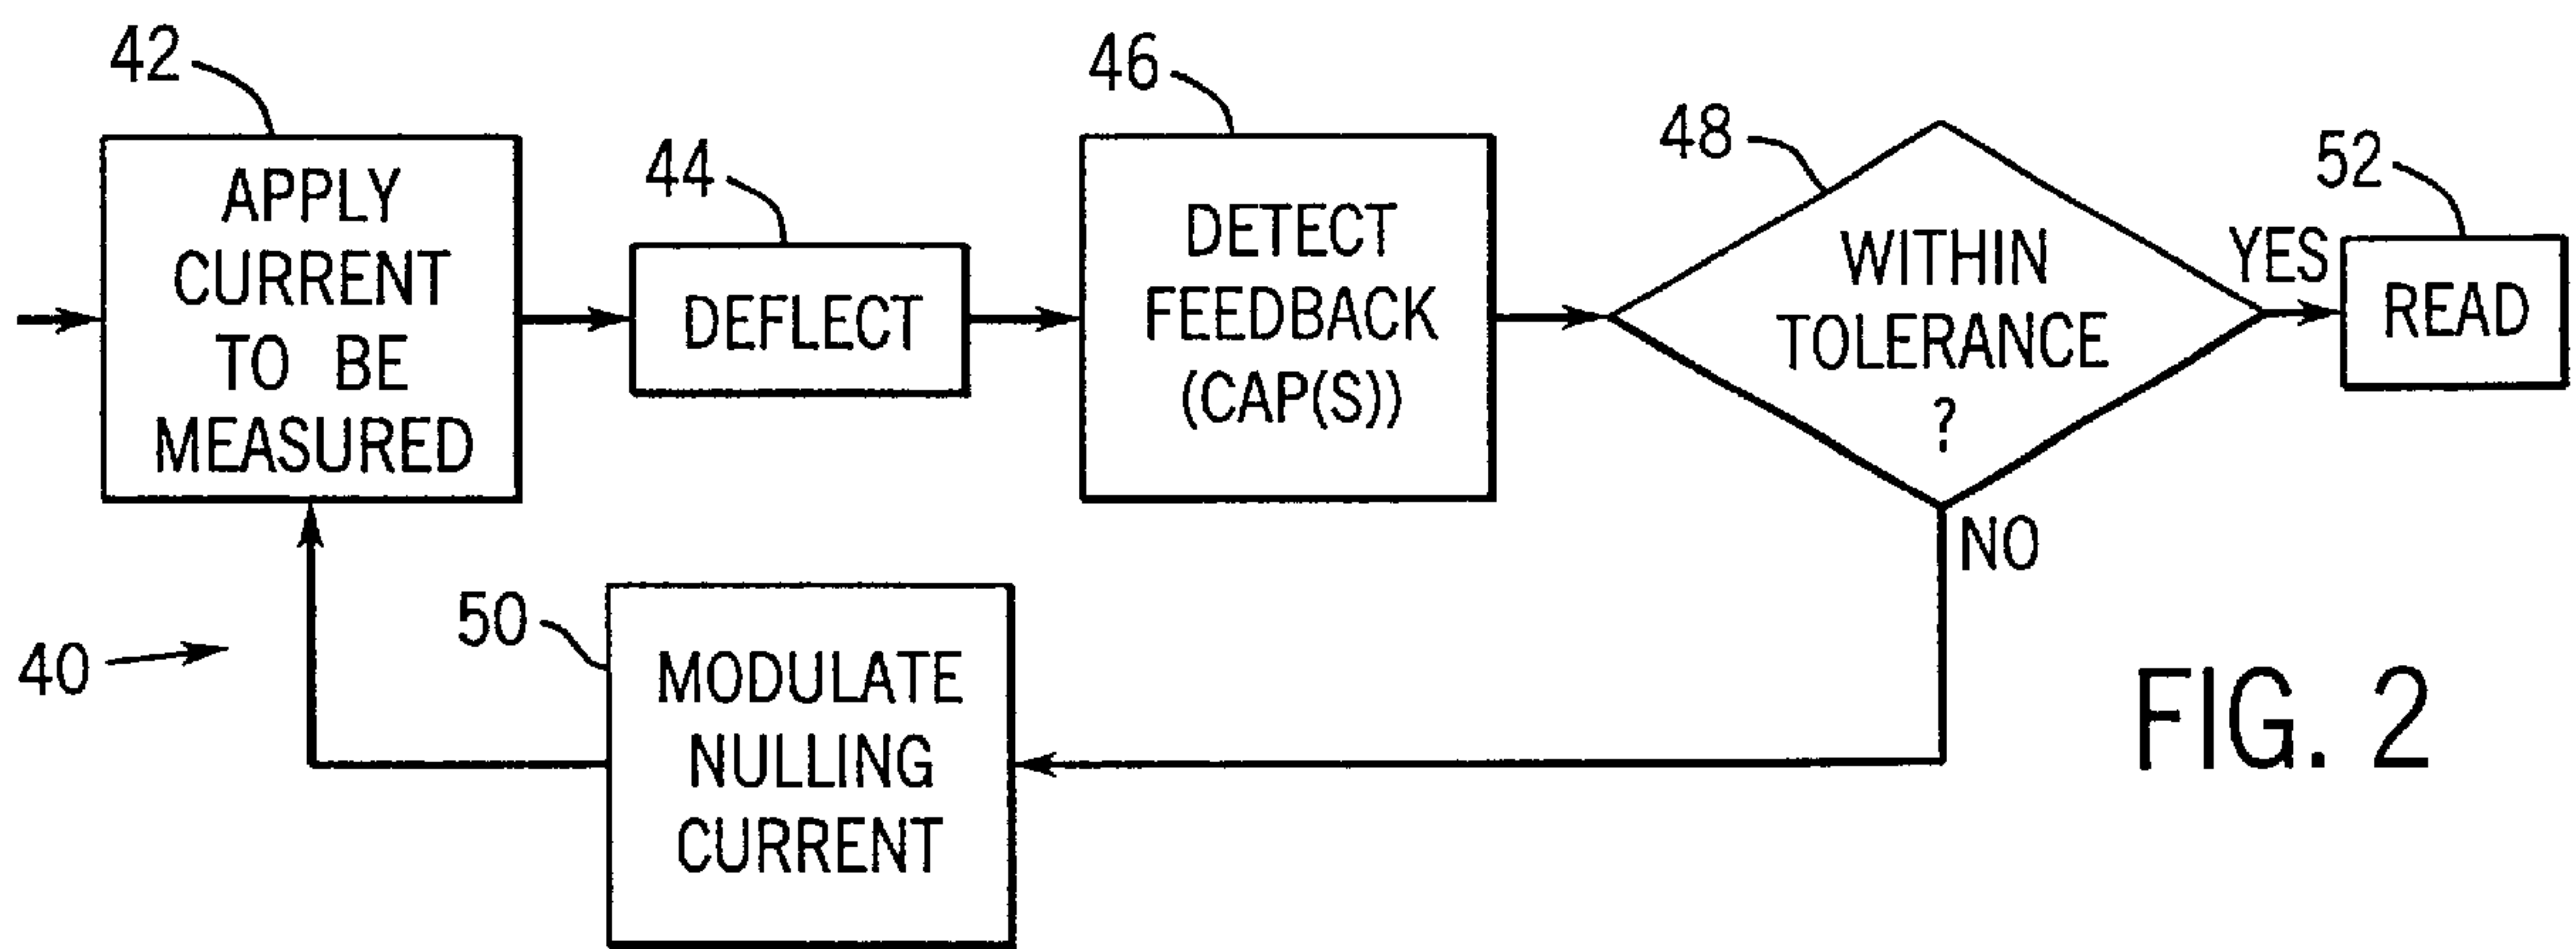 42
APPLY
CURRENT
TO BE
MEASURED
44
DEFLECT
46
DETECT
FEEDBACK
(CAP(S))
48
WITHIN
TOLERANCE
?
YES
52
READ
NO
50
MODULATE
NULLING
CURRENT
40
FIG. 2